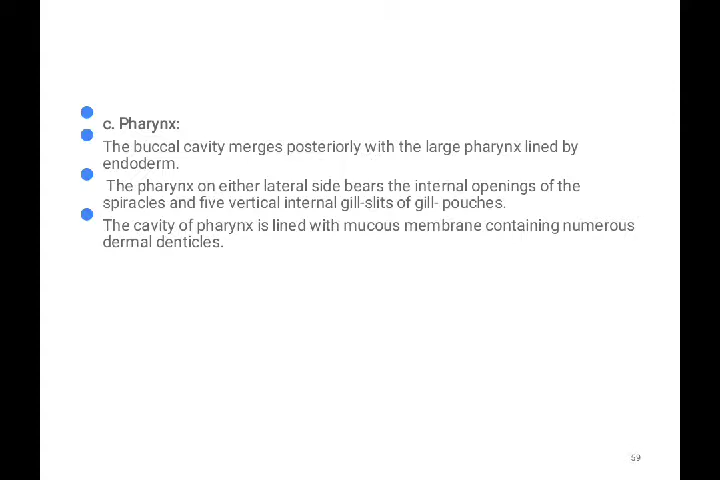 c. Pharynx:
The buccal cavity merges posteriorly with the large pharynx lined by
endoderm.
The pharynx on either lateral side bears the internal openings of the
spiracles and five vertical internal gill-slits of gill- pouches.
The cavity of pharynx is lined with mucous membrane containing numerous
dermal denticles.
59